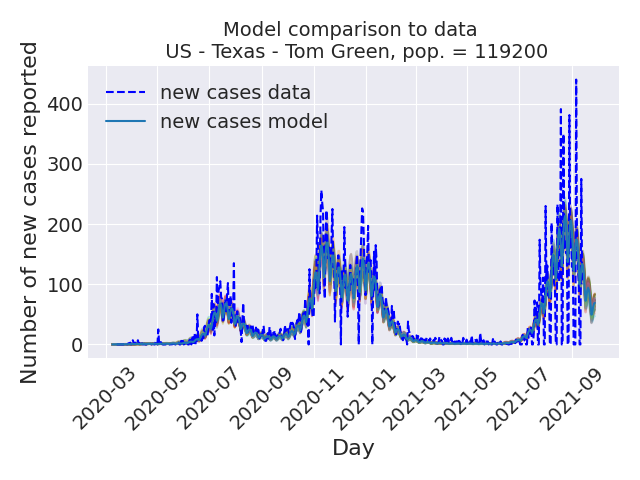 Model comparison to data
US - Texas - Tom Green, pop. = 119200
Number of new cases reported
400
300
200
100
0
new cases data
new cases model
2020-03
2020-05
2020-07
2020-09
2020-11
2021-01
2021-03
2021-05
2021-07
2021-09
Day